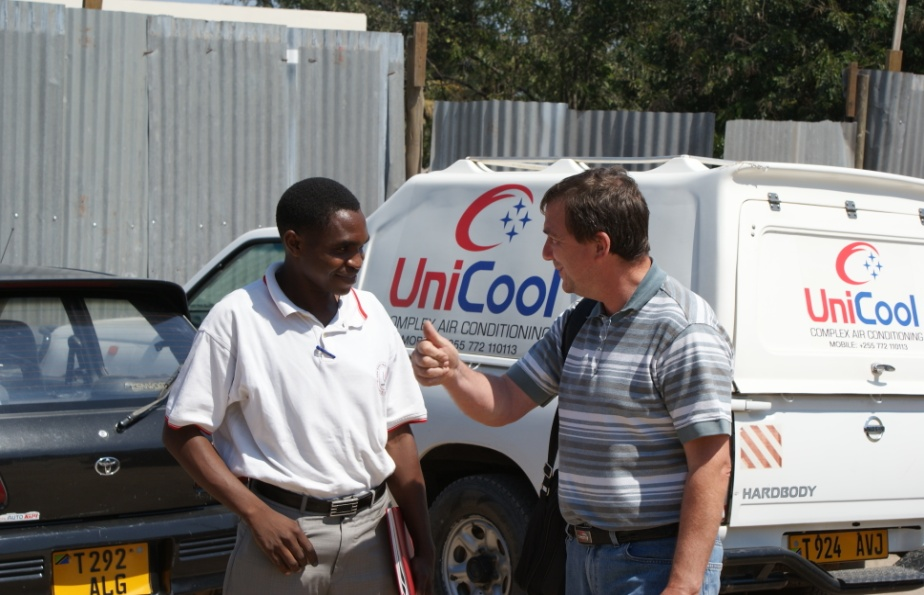 UniCool
COMPLEX AIR CONDITIONING
MOBILE: +255 772 110113
UniCool
COMPLEX AIR CONDITIONING
MOBILE: +255 772 110113
HARDBODY
T292
ALG
T924 AVJ